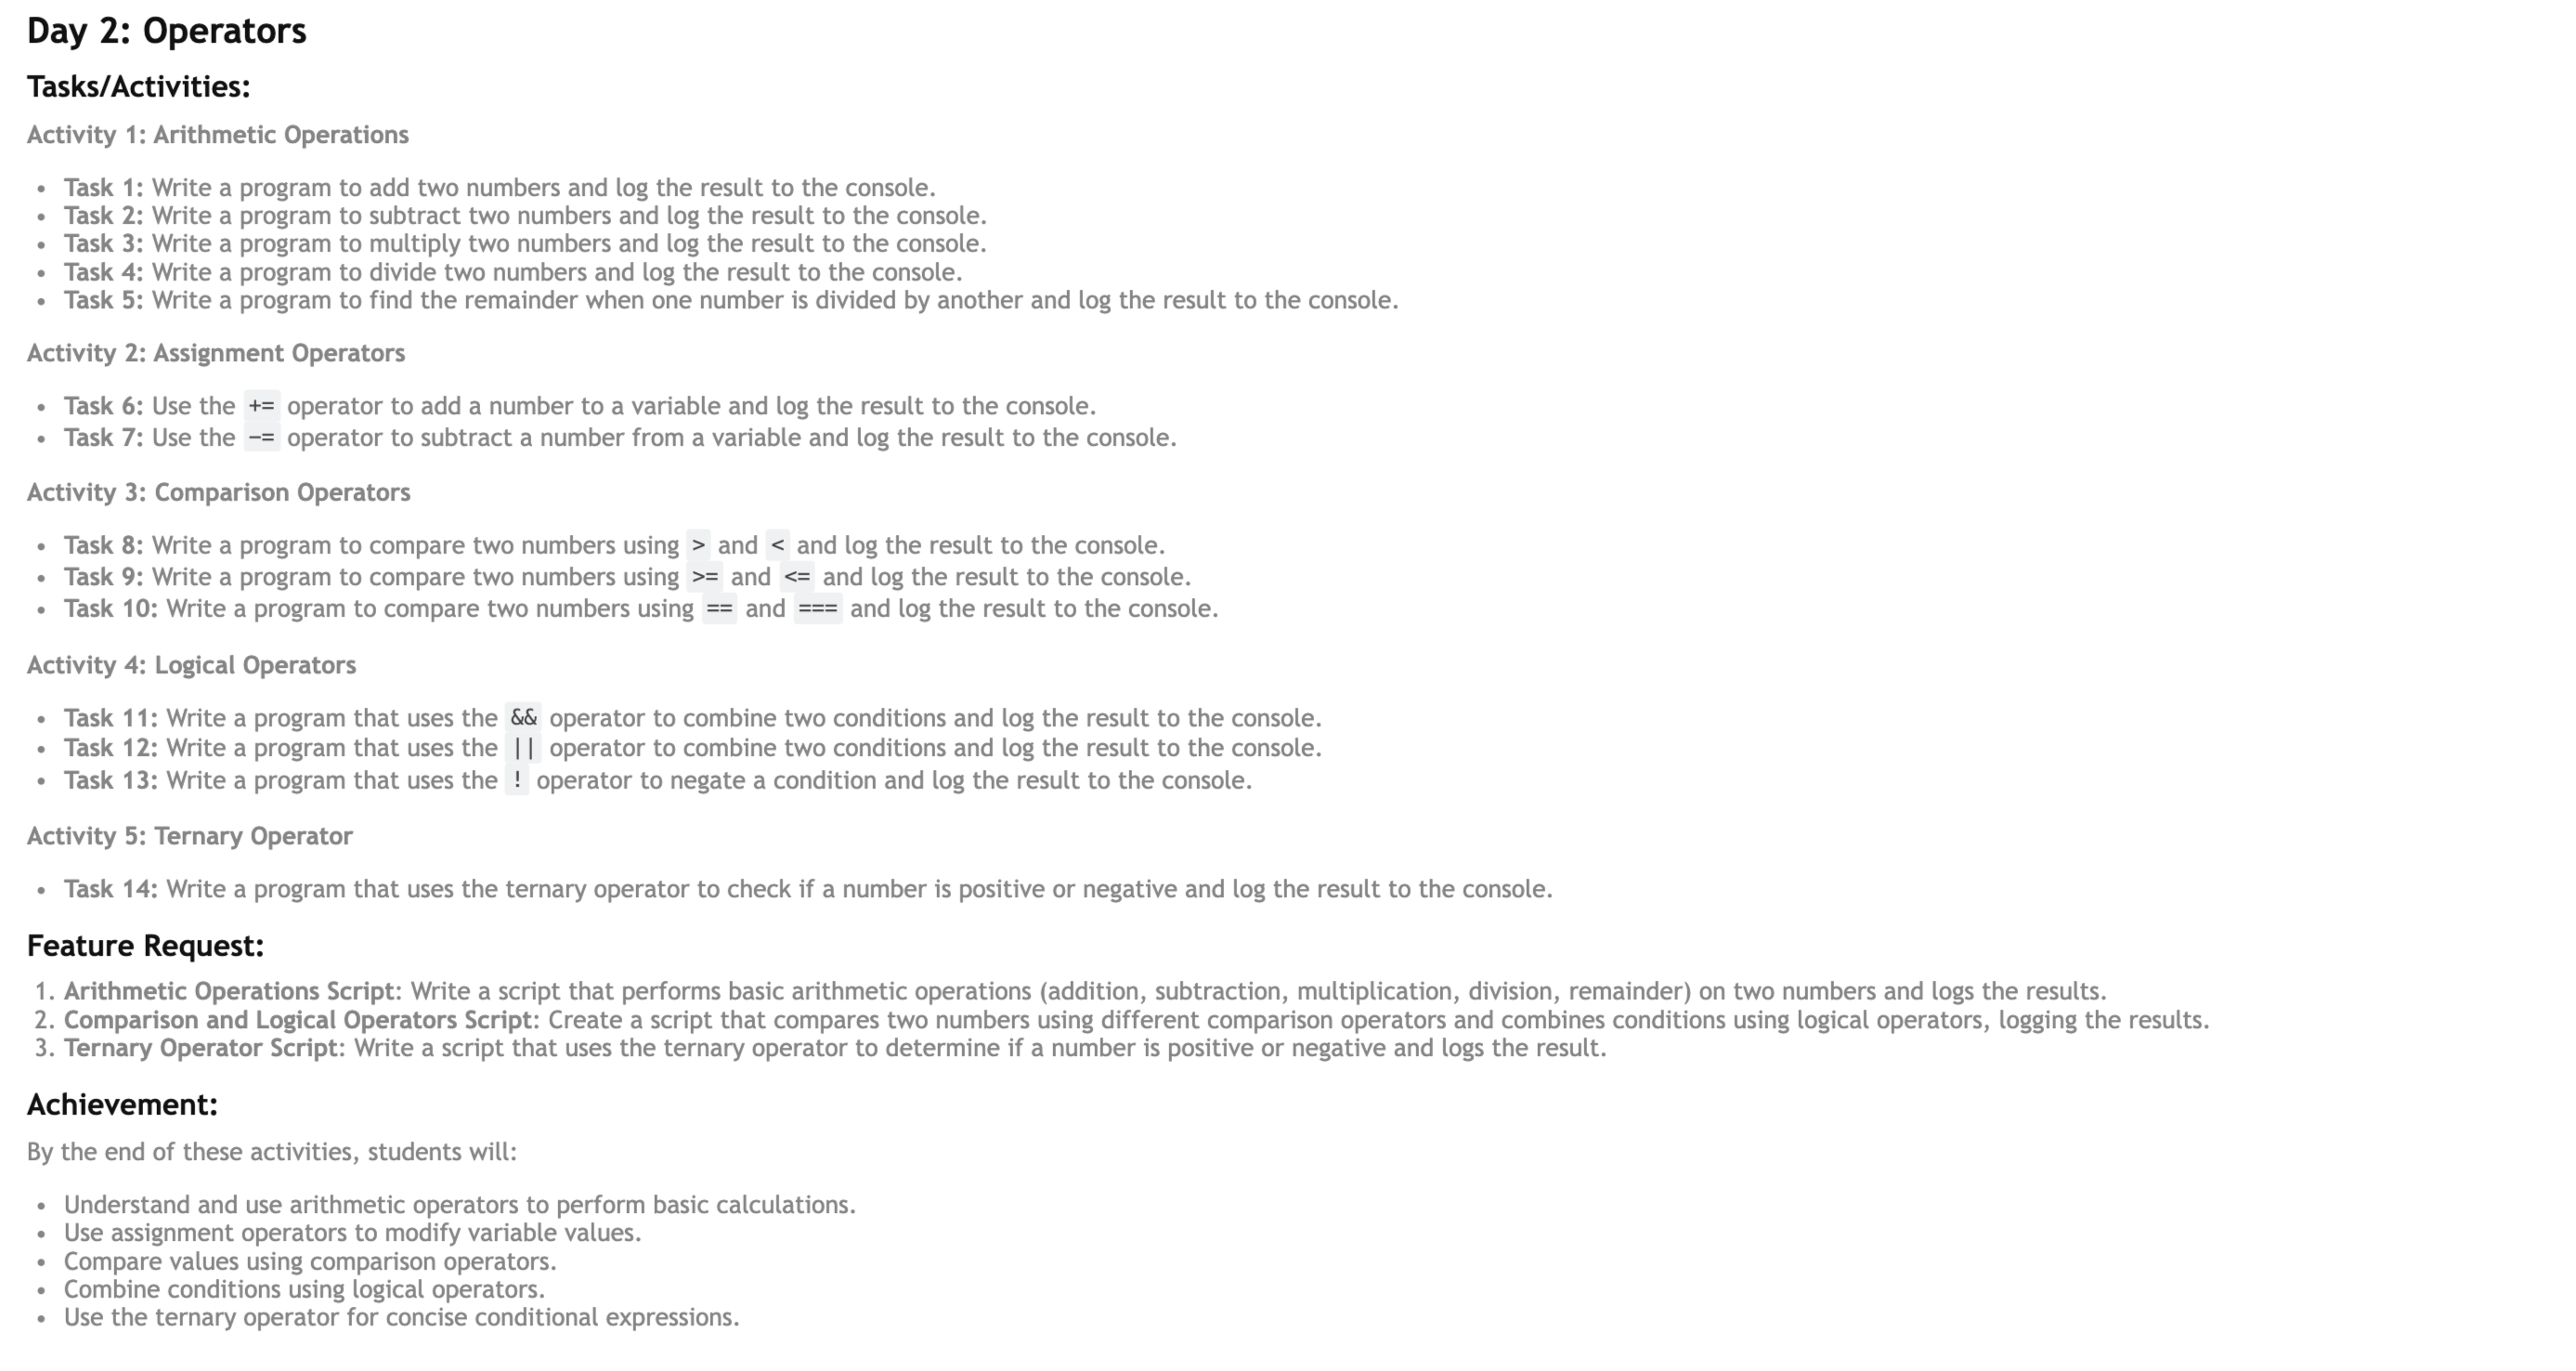 Day 2: Operators
Tasks/Activities:
Activity 1: Arithmetic Operations
• Task 1: Write a program to add two numbers and log the result to the console.
• Task 2: Write a program to subtract two numbers and log the result to the console.
• Task 3: Write a program to multiply two numbers and log the result to the console.
• Task 4: Write a program to divide two numbers and log the result to the console.
• Task 5: Write a program to find the remainder when one number is divided by another and log the result to the console.
Activity 2: Assignment Operators
• Task 6: Use the += operator to add a number to a variable and log the result to the console.
• Task 7: Use the -= operator to subtract a number from a variable and log the result to the console.
Activity 3: Comparison Operators
• Task 8: Write a program to compare two numbers using > and < and log the result to the console.
• Task 9: Write a program to compare two numbers using >= and <= and log the result to the console.
• Task 10: Write a program to compare two numbers using == and === and log the result to the console.
Activity 4: Logical Operators
• Task 11: Write a program that uses the && operator to combine two conditions and log the result to the console.
• Task 12: Write a program that uses the || operator to combine two conditions and log the result to the console.
• Task 13: Write a program that uses the ! operator to negate a condition and log the result to the console.
Activity 5: Ternary Operator
• Task 14: Write a program that uses the ternary operator to check if a number is positive or negative and log the result to the console.
Feature Request:
1. Arithmetic Operations Script: Write a script that performs basic arithmetic operations (addition, subtraction, multiplication, division, remainder) on two numbers and logs the results.
2. Comparison and Logical Operators Script: Create a script that compares two numbers using different comparison operators and combines conditions using logical operators, logging the results.
3. Ternary Operator Script: Write a script that uses the ternary operator to determine if a number is positive or negative and logs the result.
Achievement:
By the end of these activities, students will:
• Understand and use arithmetic operators to perform basic calculations.
• Use assignment operators to modify variable values.
• Compare values using comparison operators.
• Combine conditions using logical operators.
• Use the ternary operator for concise conditional expressions.